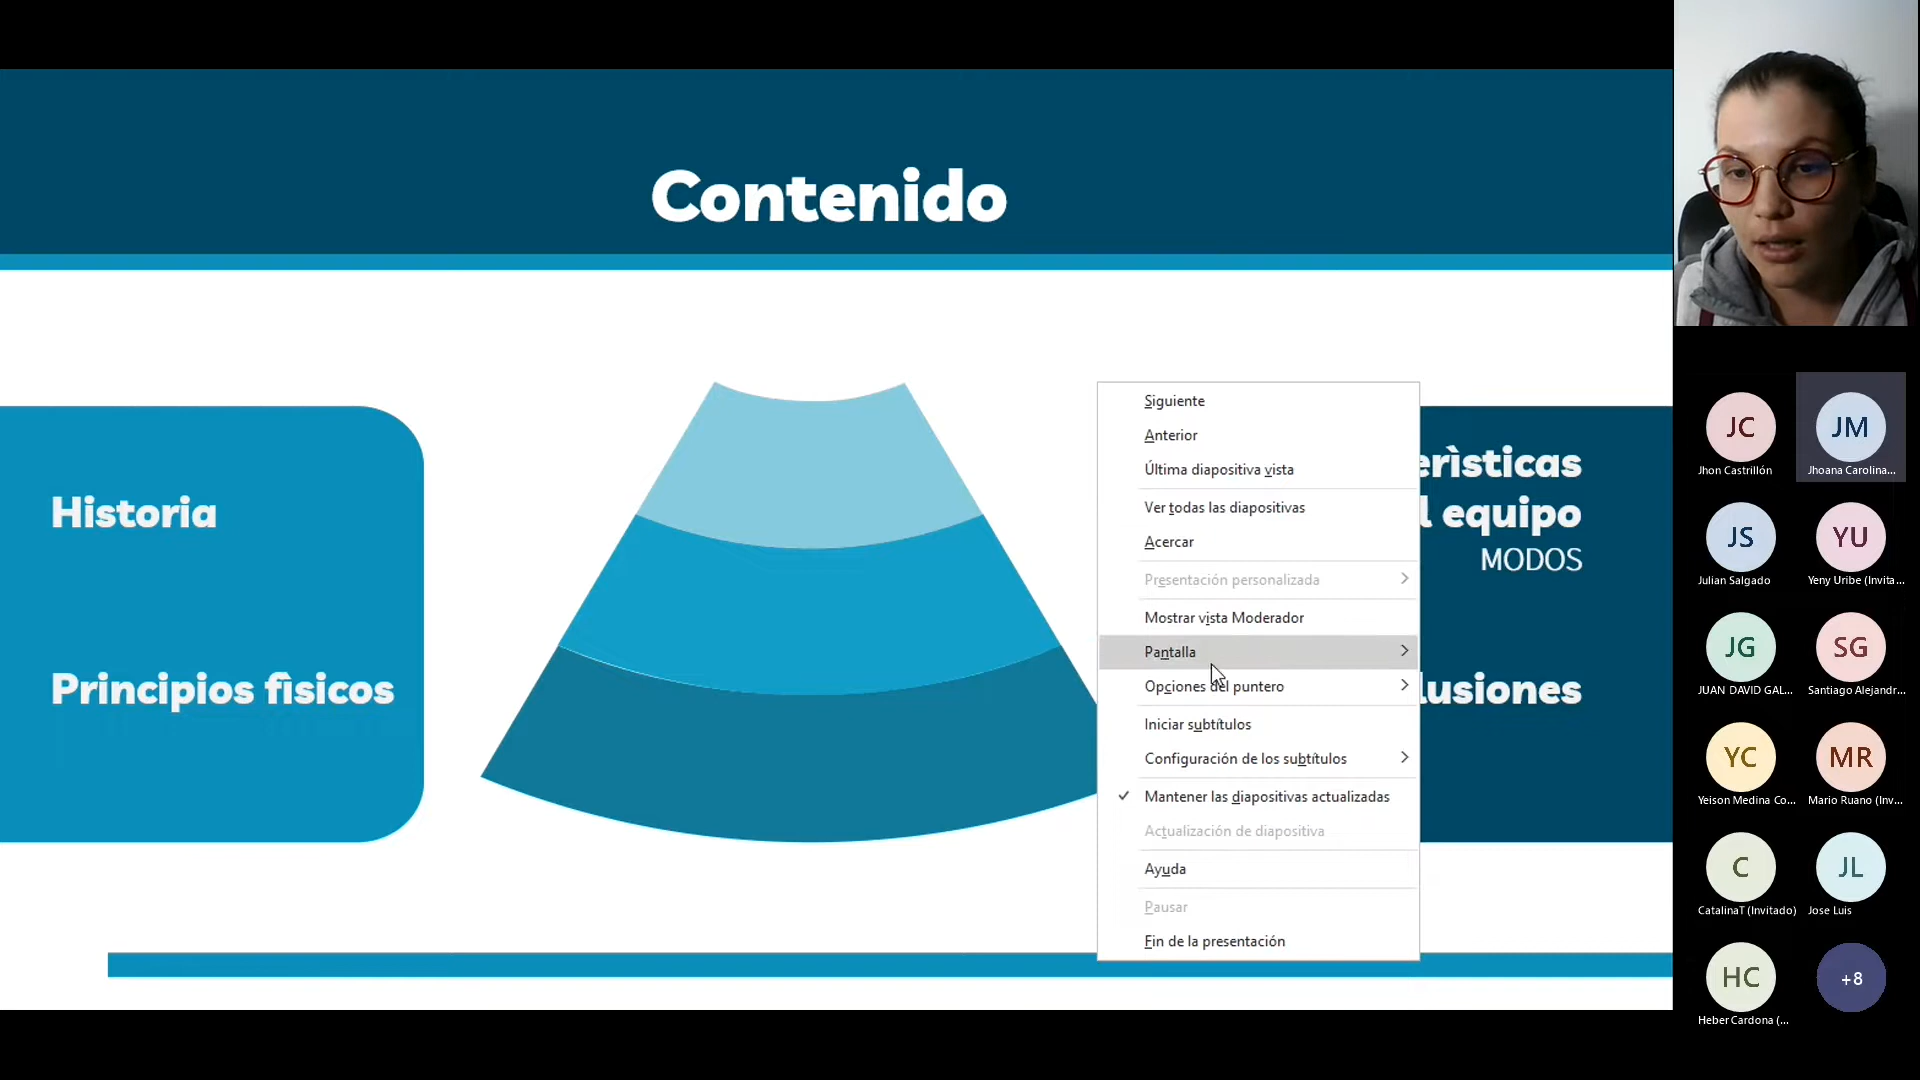 Contenido
Historia
Principios fìsicos
erìsticas
l equipo
MODOS
lusiones
Siguiente
Anterior
Última diapositiva vista
Ver todas las diapositivas
Acercar
Presentación personalizada
Mostrar vista Moderador
Pantalla
Opciones del puntero
Iniciar subtítulos
Configuración de los subtítulos
Mantener las diapositivas actualizadas
Actualización de diapositiva
Ayuda
Pausar
Fin de la presentación
JC
Jhon Castrillón
JM
Jhoana Carolina...
JS
Julian Salgado
YU
Yeny Uribe (Invita...
JG
JUAN DAVID GAL...
SG
Santiago Alejandr...
YC
Yeison Medina Co...
MR
Mario Ruano (Inv...
C
CatalinaT (Invitado)
JL
Jose Luis
HC
Heber Cardona (...
+8